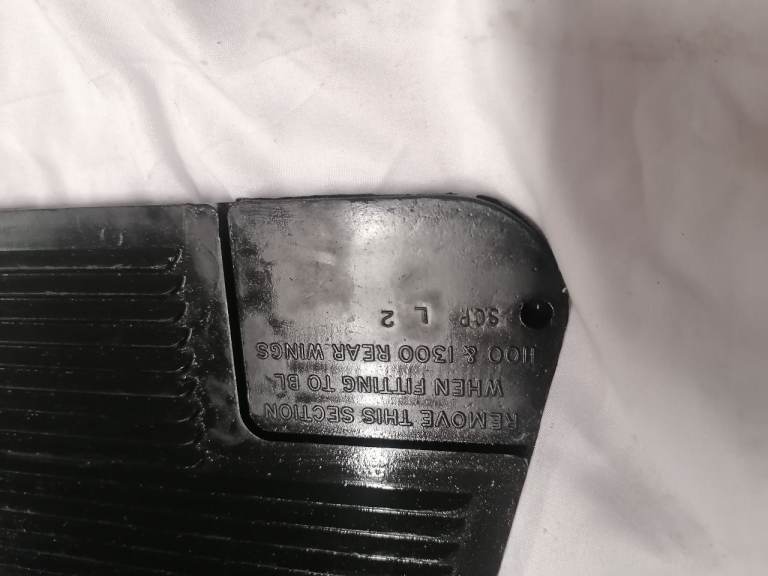 REMOVE THIS SECTION
WHEN FITTING TO BL
1100 & 1300 REAR WINGS
SCP L 2